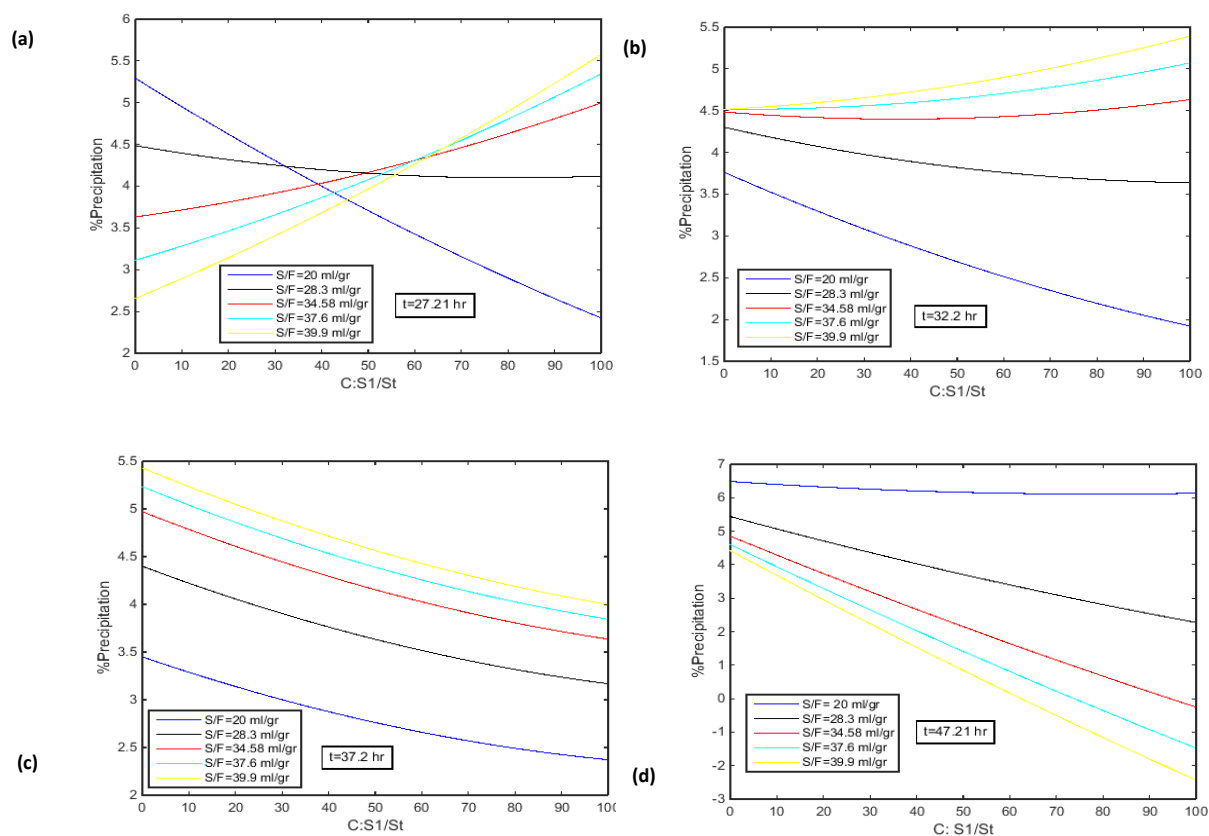 (a)
6
5.5
5
4.5
4
3.5
3
2.5
2
%Precipitation
S/F=20 ml/gr
S/F=28.3 ml/gr
S/F=34.58 ml/gr
S/F=37.6 ml/gr
S/F=39.9 ml/gr
t=27.21 hr
0 10 20 30 40 50 60 70 80 90 100
C:S1/St
(b)
5.5
5
4.5
4
3.5
3
2.5
2
1.5
%Precipitation
S/F=20 ml/gr
S/F=28.3 ml/gr
S/F=34.58 ml/gr
S/F=37.6 ml/gr
S/F=39.9 ml/gr
t=32.2 hr
0 10 20 30 40 50 60 70 80 90 100
C:S1/St
5.5
5
4.5
4
3.5
3
2.5
2
%Precipitation
S/F=20 ml/gr
S/F=28.3 ml/gr
S/F=34.58 ml/gr
S/F=37.6 ml/gr
S/F=39.9 ml/gr
t=37.2 hr
(c)
0 10 20 30 40 50 60 70 80 90 100
C:S1/St
7
6
5
4
3
2
1
0
-1
-2
-3
%Precipitation
S/F= 20 ml/gr
S/F=28.3 ml/gr
S/F=34.58 ml/gr
S/F=37.6 ml/gr
S/F=39.9 ml/gr
t=47.21 hr
(d)
0 10 20 30 40 50 60 70 80 90 100
C: S1/St